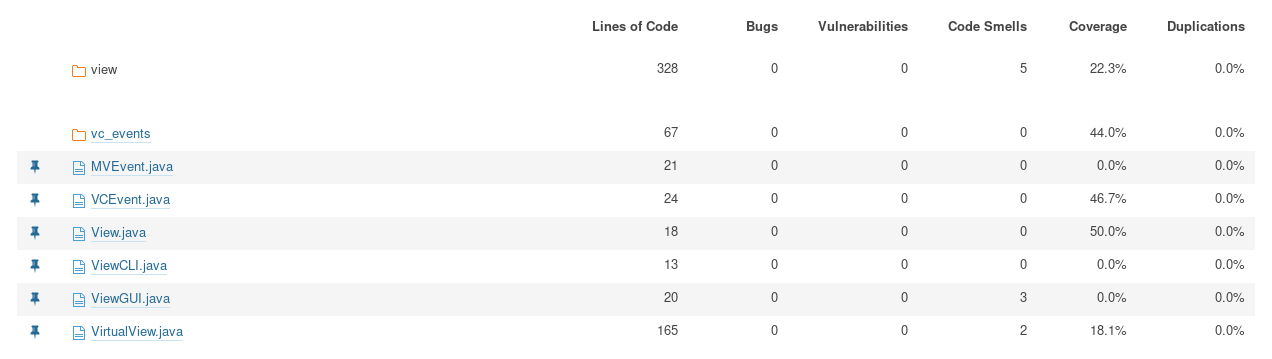 Lines of Code Bugs Vulnerabilities Code Smells Coverage Duplications
view 328 0 0 5 22.3% 0.0%
vc_events 67 0 0 0 44.0% 0.0%
MVEvent.java 21 0 0 0 0.0% 0.0%
VCEvent.java 24 0 0 0 46.7% 0.0%
View.java 18 0 0 0 50.0% 0.0%
ViewCLI.java 13 0 0 0 0.0% 0.0%
ViewGUI.java 20 0 0 3 0.0% 0.0%
VirtualView.java 165 0 0 2 18.1% 0.0%